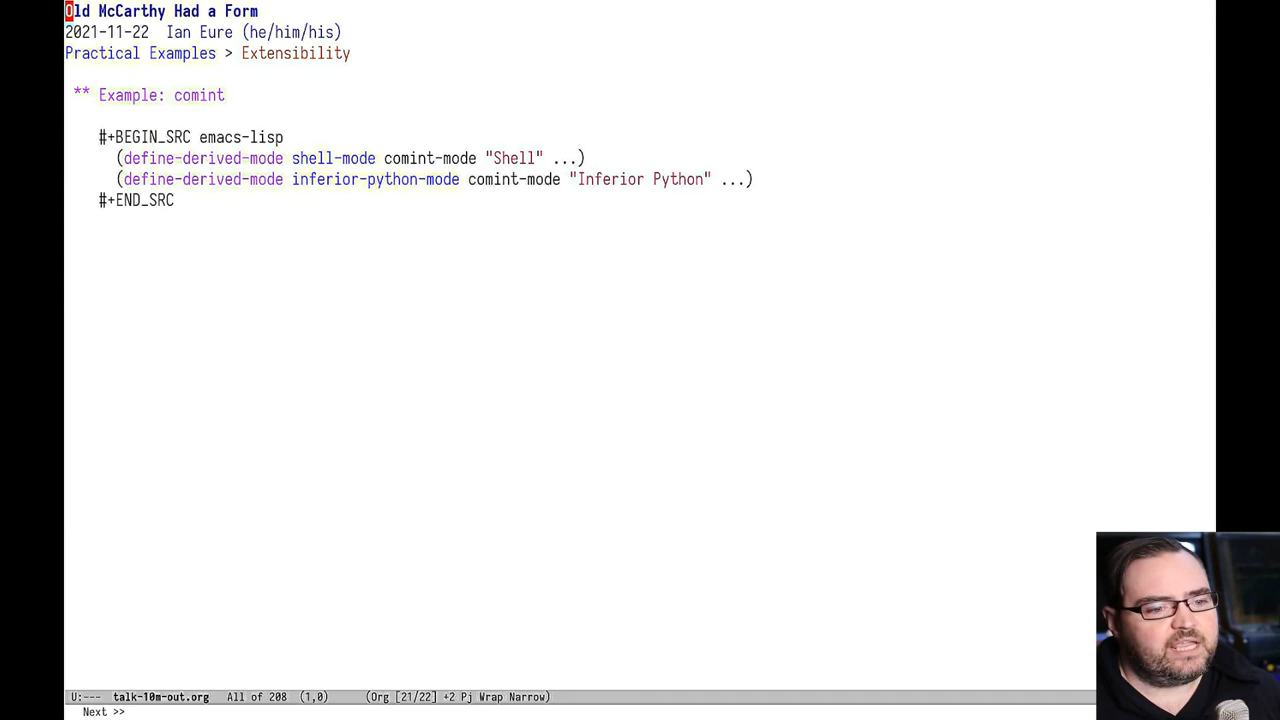 Old McCarthy Had a Form
2021-11-22  Ian Eure (he/him/his)
Practical Examples > Extensibility
** Example: comint
#+BEGIN_SRC emacs-lisp
(define-derived-mode shell-mode comint-mode "Shell" ...)
(define-derived-mode inferior-python-mode comint-mode "Inferior Python" ...)
#+END_SRC
U:---  talk-10m-out.org  All of 208  (1,0)  (Org [21/22] +2 Pj Wrap Narrow)
Next >>